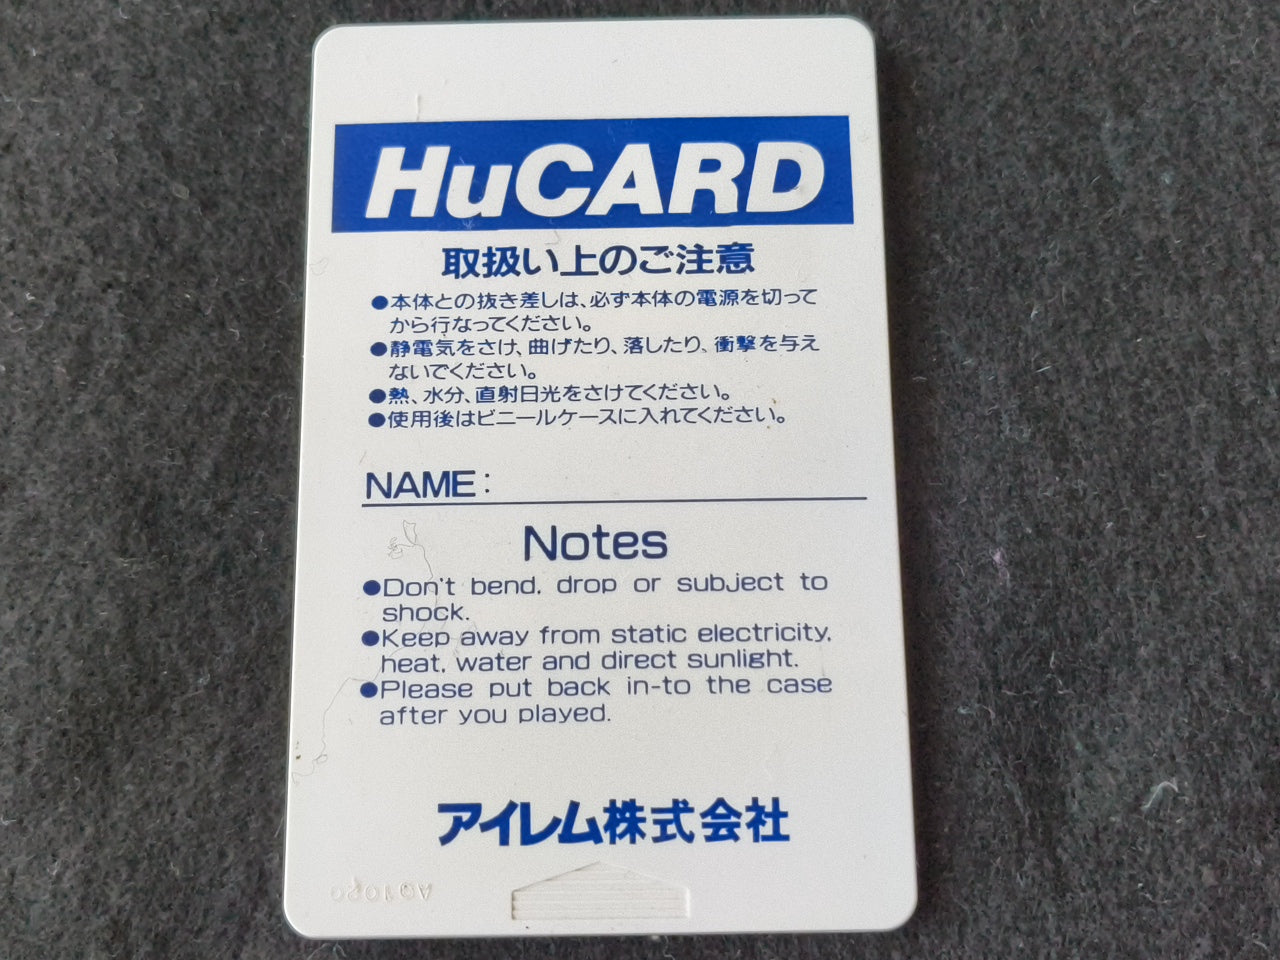 HuCARD
取扱い上のご注意
●本体との抜き差しは、必ず本体の電源を切って
から行なってください。
●静電気をさけ、曲げたり、落したり、衝撃を与え
ないでください。
●熱、水分、直射日光をさけてください。
●使用後はビニールケースに入れてください。
NAME:
Notes
●Don't bend, drop or subject to
shock.
●Keep away from static electricity,
heat, water and direct sunlight.
●Please put back in-to the case
after you played.
アイレム株式会社